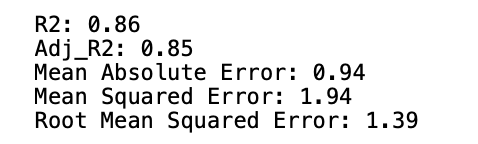 R2: 0.86
Adj_R2: 0.85
Mean Absolute Error: 0.94
Mean Squared Error: 1.94
Root Mean Squared Error: 1.39